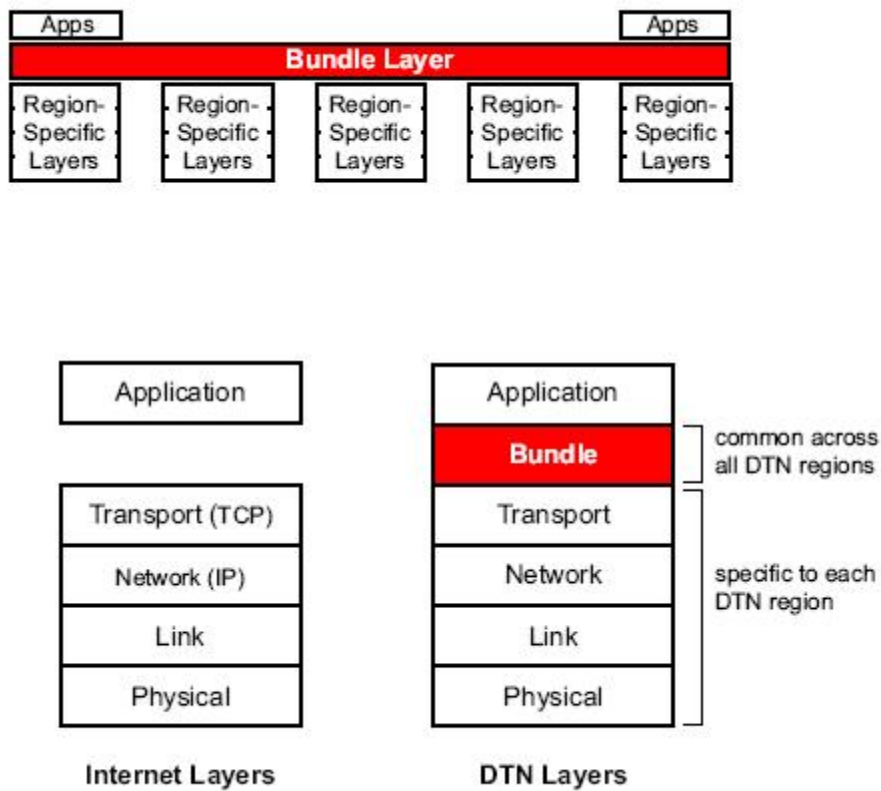 Apps
Apps
Bundle Layer
Region-
Specific
Layers
Region-
Specific
Layers
Region-
Specific
Layers
Region-
Specific
Layers
Region-
Specific
Layers
Application
Transport (TCP)
Network (IP)
Link
Physical
Internet Layers
Application
Bundle
Transport
Network
Link
Physical
DTN Layers
common across
all DTN regions
specific to each
DTN region